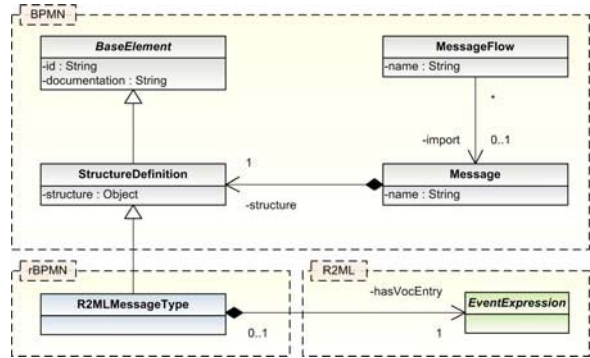 BPMN
BaseElement
-id : String
-documentation : String
MessageFlow
-name : String
*
-import
0..1
StructureDefinition
-structure : Object
1
-structure
Message
-name : String
rBPMN
R2ML
R2MLMessageType
-hasVocEntry
EventExpression
0..1
1